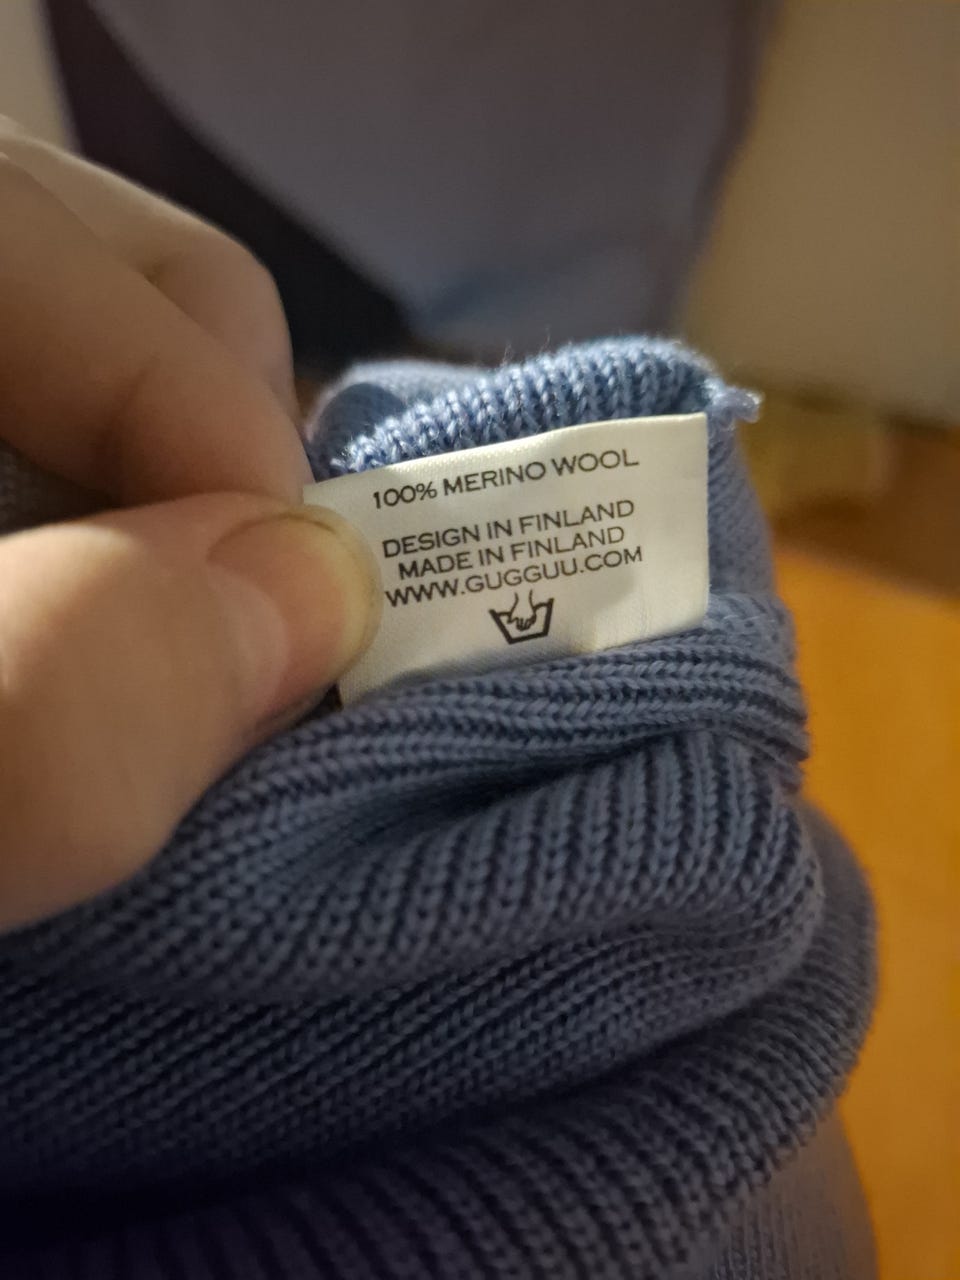 100% MERINO WOOL
DESIGN IN FINLAND
MADE IN FINLAND
WWW.GUGGUU.COM